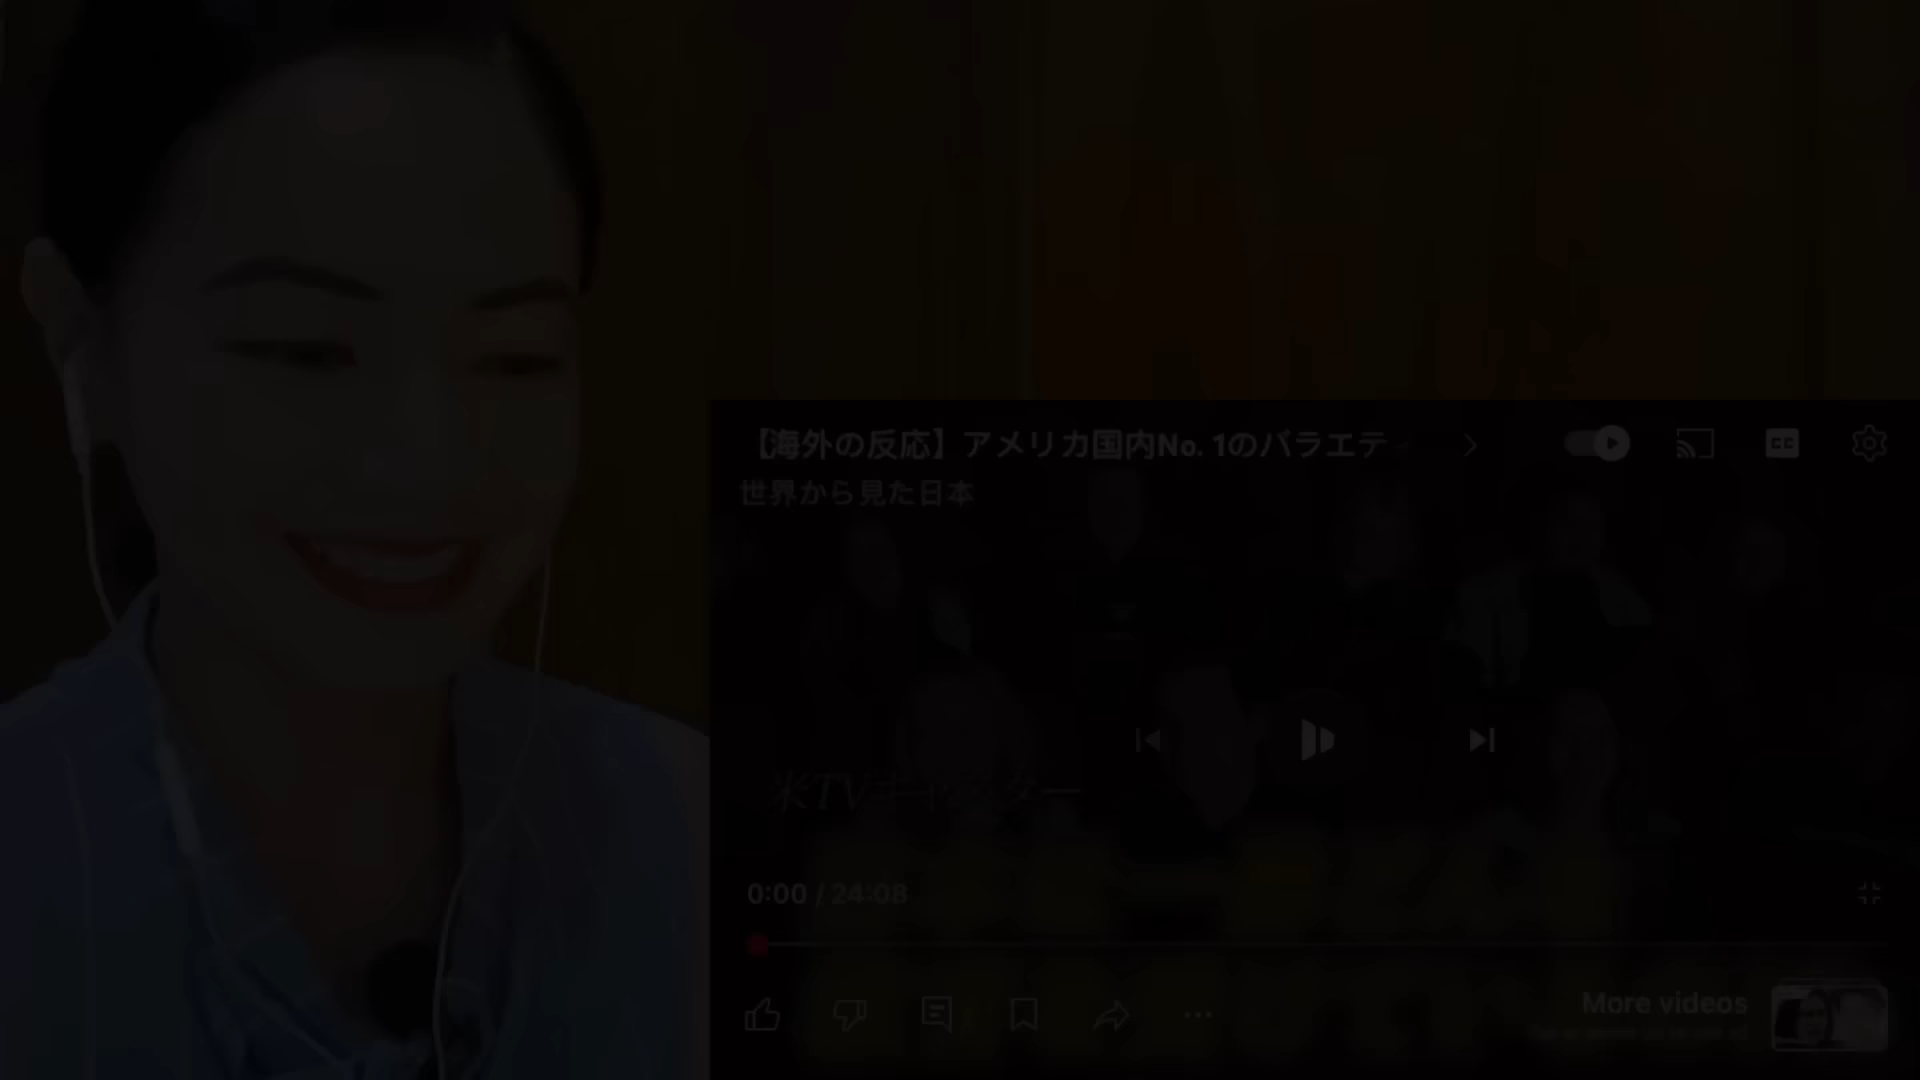 【海外の反応】アメリカ国内No. 1のバラエテ
世界から見た日本
CC
米TVキャスター
0:00 / 24:08
More videos